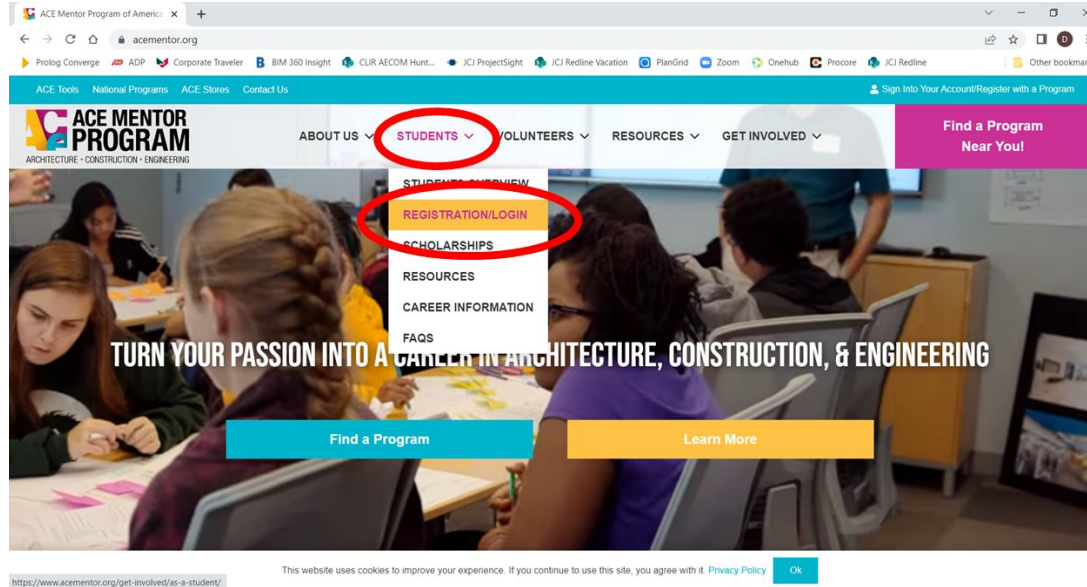 ACE Mentor Program of America
acementor.org
Prolog Converge ADP Corporate Traveler BIM 360 Insight CLIR AECOM Hunt... JCJ ProjectSight JCJ Redline Vacation PlanGrid Zoom Onehub Procore JCJ Redline Other bookmar
ACE Tools National Programs ACE Stores Contact Us Sign Into Your Account/Register with a Program
ACE MENTOR
PROGRAM
ARCHITECTURE • CONSTRUCTION • ENGINEERING
ABOUT US STUDENTS VOLUNTEERS RESOURCES GET INVOLVED
Find a Program
Near You!
STUDENTS OVERVIEW
REGISTRATION/LOGIN
SCHOLARSHIPS
RESOURCES
CAREER INFORMATION
FAQS
TURN YOUR PASSION INTO A CAREER IN ARCHITECTURE, CONSTRUCTION, & ENGINEERING
Find a Program Learn More
This website uses cookies to improve your experience. If you continue to use this site, you agree with it. Privacy Policy Ok
https://www.acementor.org/get-involved/as-a-student/